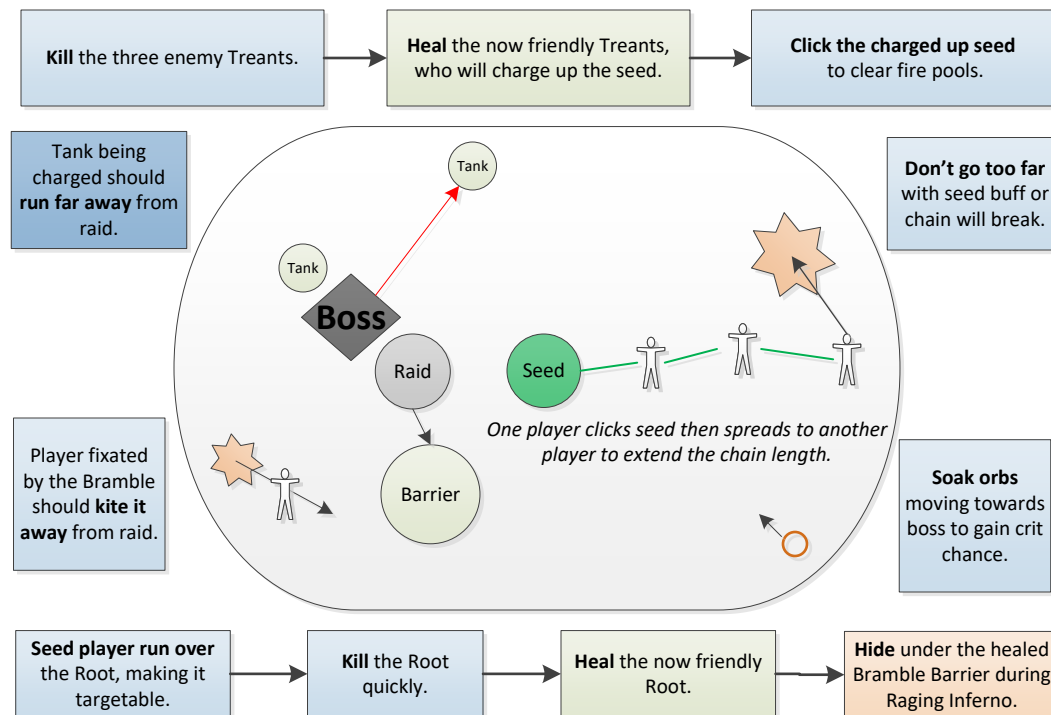 Kill the three enemy Treants.
Heal the now friendly Treants,
who will charge up the seed.
Click the charged up seed
to clear fire pools.
Tank being
charged should
run far away from
raid.
Tank
Tank
Boss
Raid
Seed
Don't go too far
with seed buff or
chain will break.
One player clicks seed then spreads to another
player to extend the chain length.
Player fixated
by the Bramble
should kite it
away from raid.
Barrier
Soak orbs
moving towards
boss to gain crit
chance.
Seed player run over
the Root, making it
targetable.
Kill the Root
quickly.
Heal the now friendly
Root.
Hide under the healed
Bramble Barrier during
Raging Inferno.